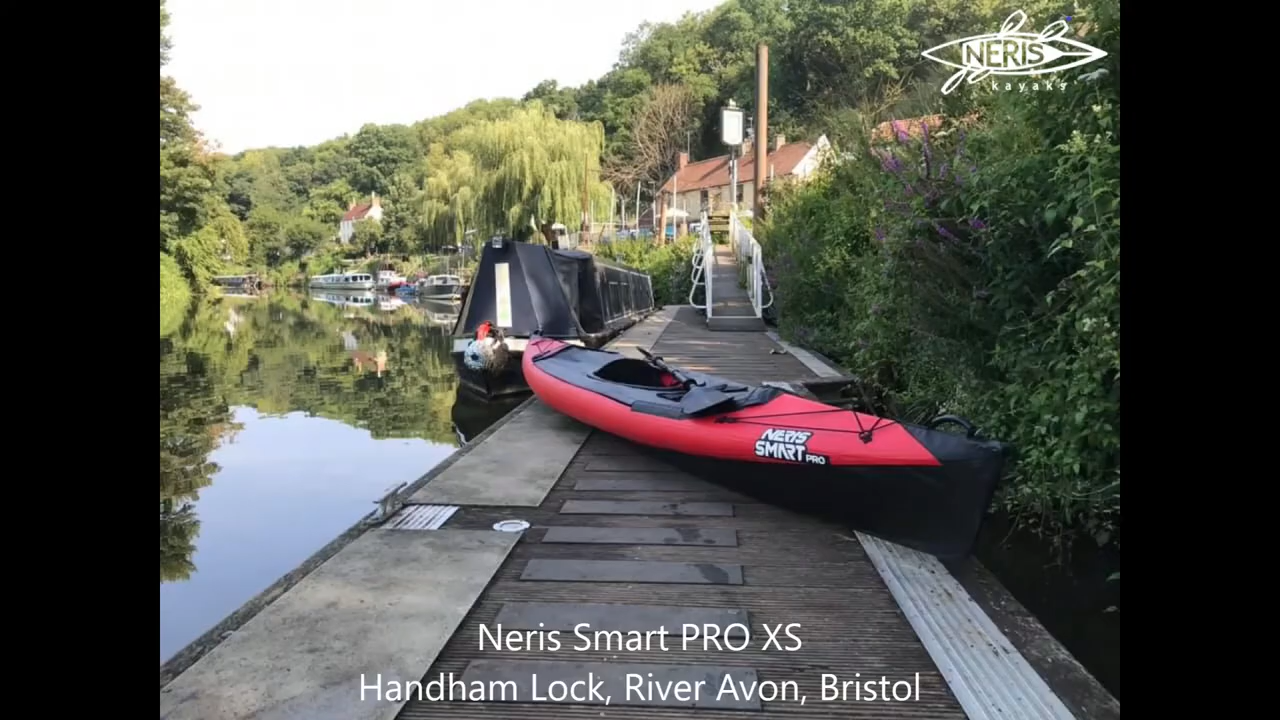 NERIS
kayaks
NERIS
SMART PRO
Neris Smart PRO XS
Handham Lock, River Avon, Bristol